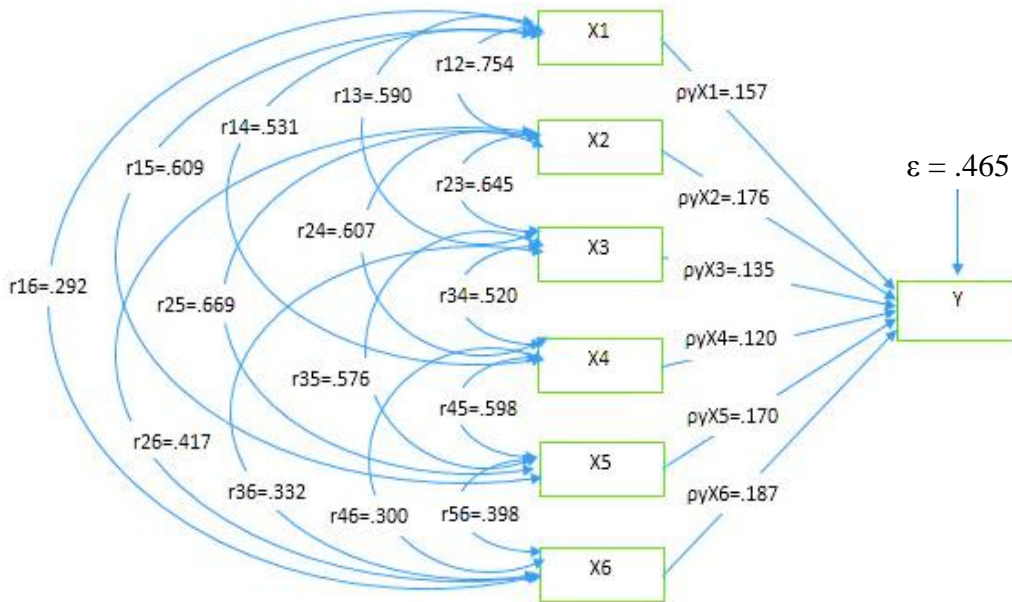 X1
r12=.754
r13=.590
ρyX1=.157
r14=.531
X2
r15=.609
ε = .465
r23=.645
ρyX2=.176
r24=.607
X3
r16=.292
ρyX3=.135
r34=.520
r25=.669
Y
ρyX4=.120
X4
r35=.576
r45=.598
ρyX5=.170
r26=.417
X5
r36=.332
ρyX6=.187
r46=.300
r56=.398
X6